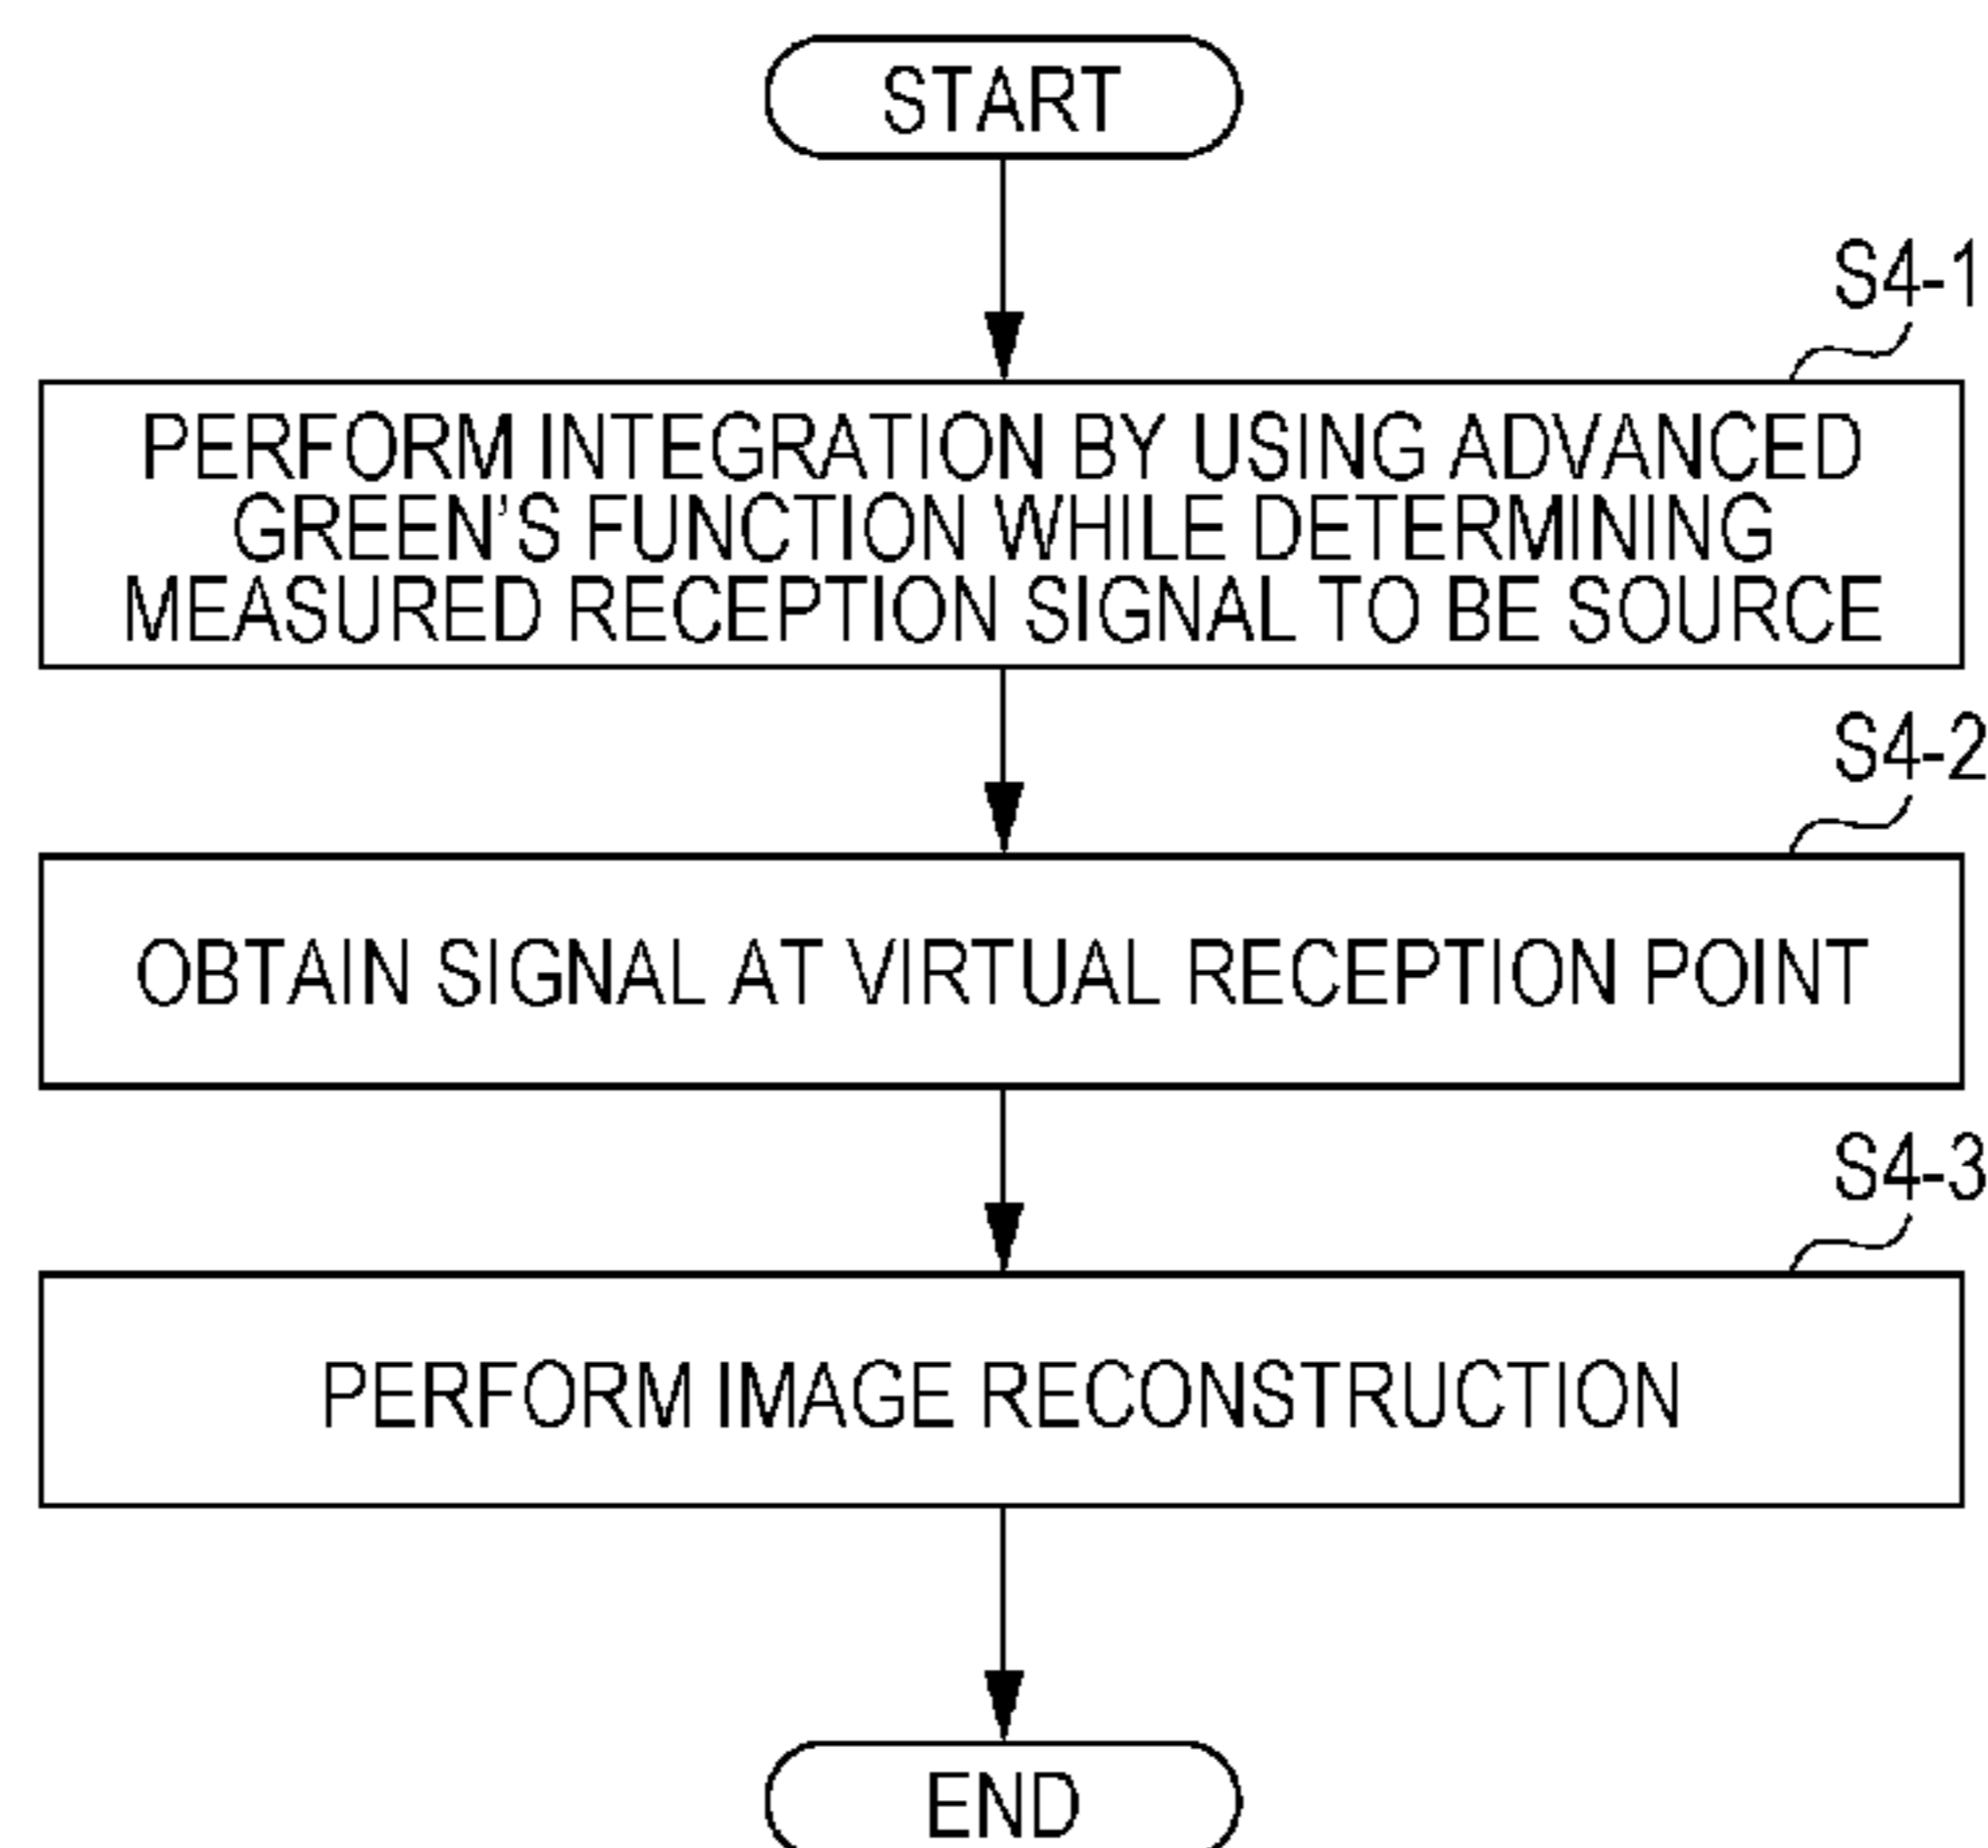 START
S4-1
PERFORM INTEGRATION BY USING ADVANCED
GREEN'S FUNCTION WHILE DETERMINING
MEASURED RECEPTION SIGNAL TO BE SOURCE
S4-2
OBTAIN SIGNAL AT VIRTUAL RECEPTION POINT
S4-3
PERFORM IMAGE RECONSTRUCTION
END